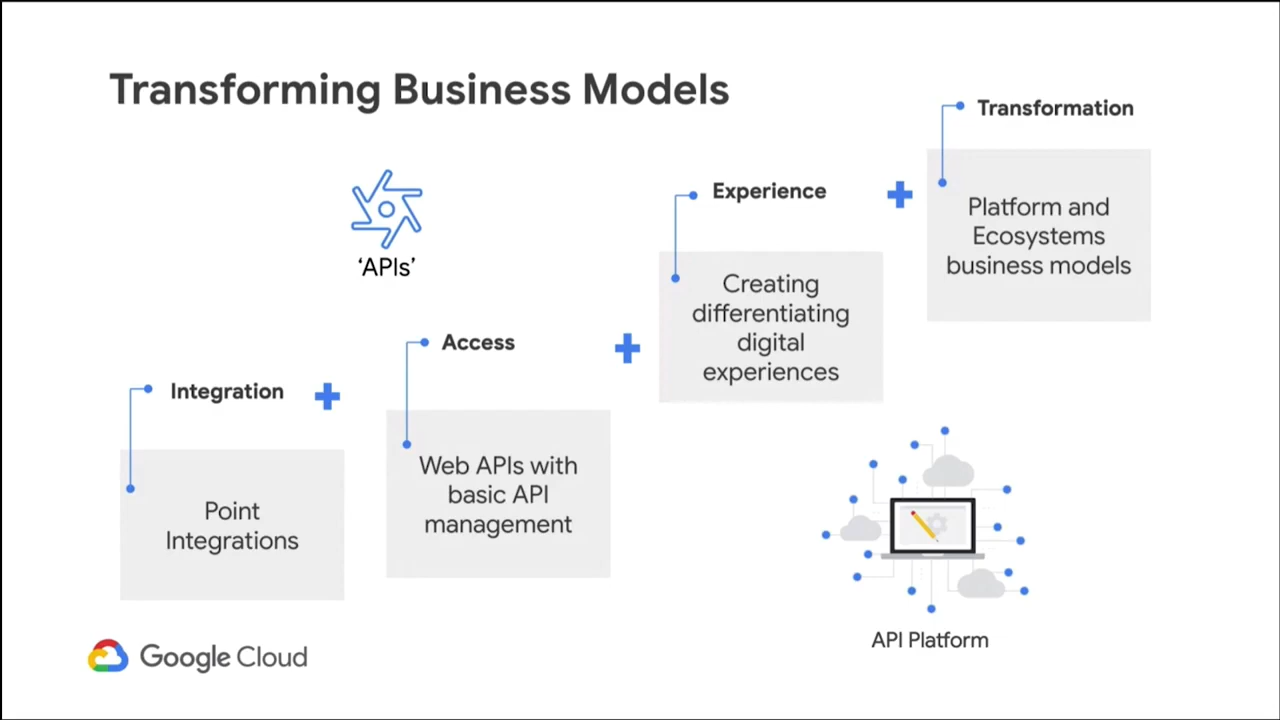 Transforming Business Models
Transformation
Platform and
Ecosystems
business models
Experience
Creating
differentiating
digital
experiences
‘APIs’
Access
Web APIs with
basic API
management
Integration
Point
Integrations
API Platform
Google Cloud